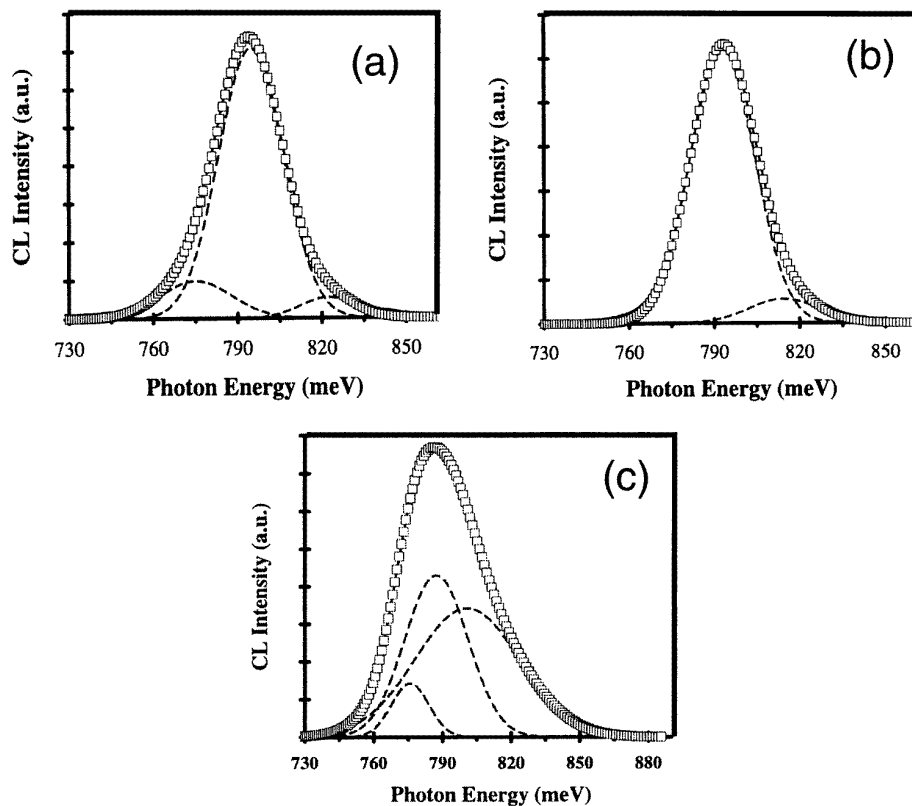 (a)
CL Intensity (a.u.)
730 760 790 820 850
Photon Energy (meV)
(b)
CL Intensity (a.u.)
730 760 790 820 850
Photon Energy (meV)
(c)
CL Intensity (a.u.)
730 760 790 820 850 880
Photon Energy (meV)